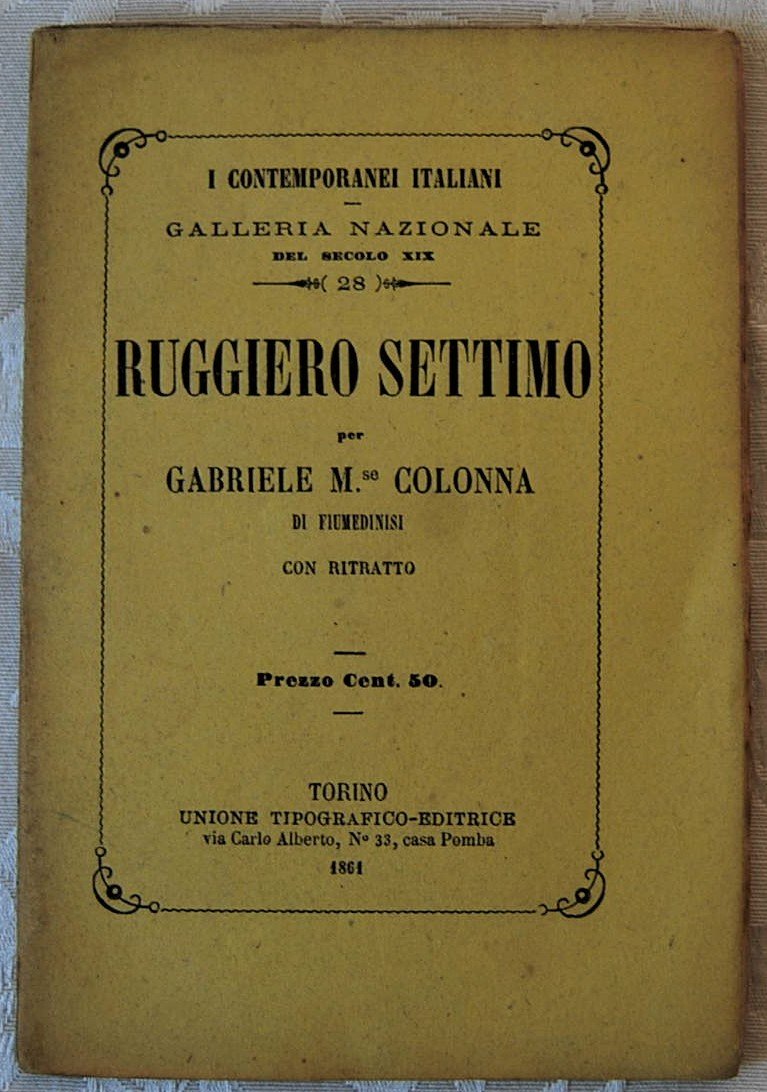 I CONTEMPORANEI ITALIANI
GALLERIA NAZIONALE
DEL SECOLO XIX
( 28 )
RUGGIERO SETTIMO
per
GABRIELE M.se COLONNA
DI FIUMEDINISI
CON RITRATTO
Prezzo Cent. 50.
TORINO
UNIONE TIPOGRAFICO-EDITRICE
via Carlo Alberto, Nº 33, casa Pomba
1861